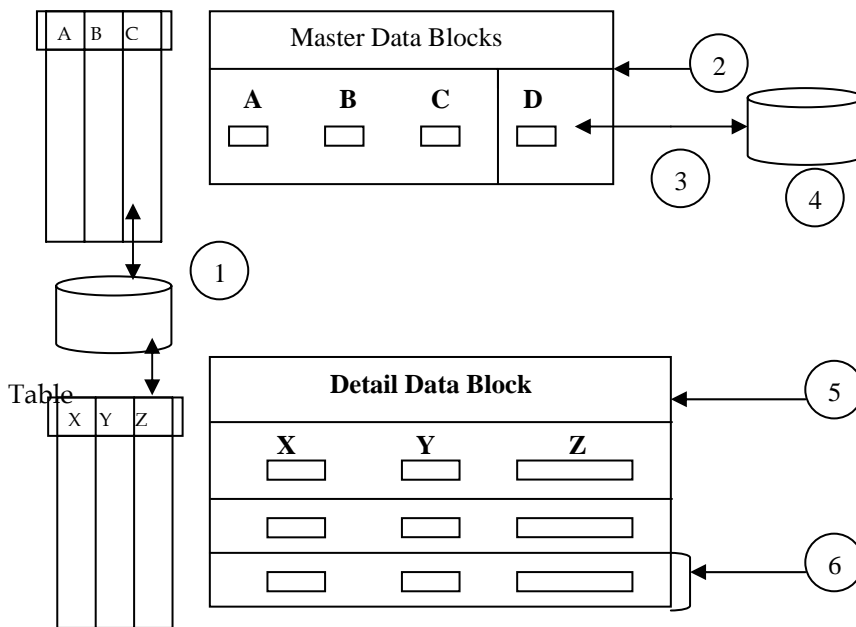 A B C
Master Data Blocks
2
A B C D
3
4
1
Table
X Y Z
Detail Data Block
5
X Y Z
6